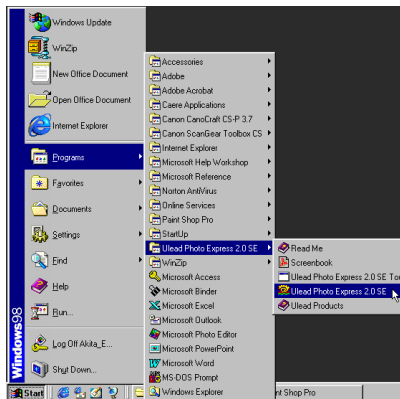 Windows Update
WinZip
New Office Document
Open Office Document
Internet Explorer
Programs
Favorites
Documents
Settings
Find
Help
Run...
Log Off Akita_E...
Shut Down...
Windows98
Start
Accessories
Adobe
Adobe Acrobat
Caere Applications
Canon CanoCraft CS-P 3.7
Canon ScanGear Toolbox CS
Internet Explorer
Microsoft Help Workshop
Microsoft Reference
Norton AntiVirus
Online Services
Paint Shop Pro
StartUp
Ulead Photo Express 2.0 SE
WinZip
Microsoft Access
Microsoft Binder
Microsoft Excel
Microsoft Outlook
Microsoft Photo Editor
Microsoft PowerPoint
Microsoft Word
MS-DOS Prompt
Windows Explorer
Read Me
Screenbook
Ulead Photo Express 2.0 SE Tou
Ulead Photo Express 2.0 SE
Ulead Products
nt Shop Pro